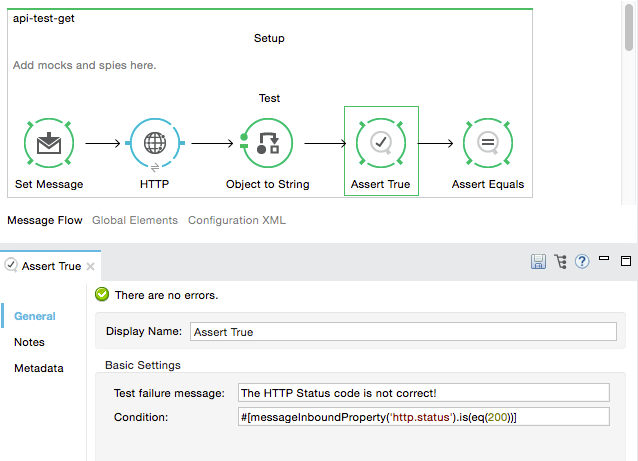 api-test-get
Setup
Add mocks and spies here.
Test
Set Message HTTP Object to String Assert True Assert Equals
Message Flow Global Elements Configuration XML
Assert True
There are no errors.
General
Notes
Metadata
Display Name: Assert True
Basic Settings
Test failure message: The HTTP Status code is not correct!
Condition: #[messageInboundProperty('http.status').is(eq(200))]